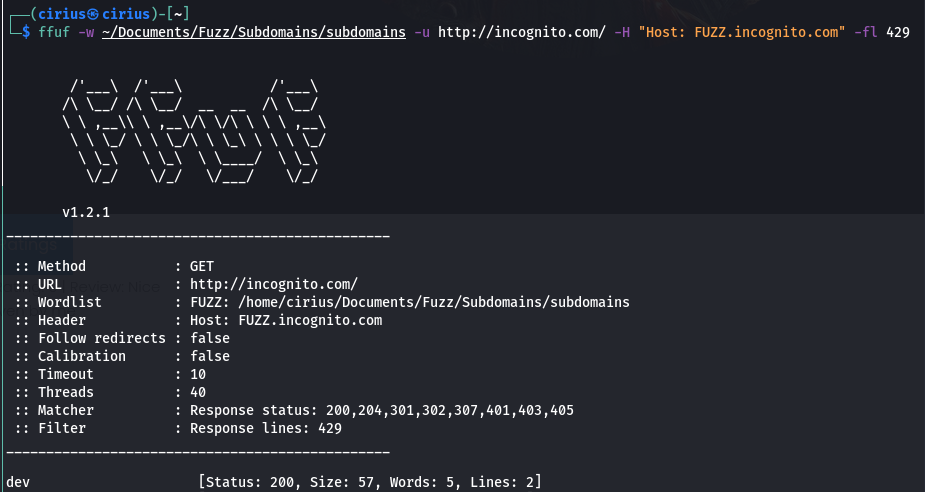 ┌──(cirius㉿cirius)-[~]
└─$ ffuf -w ~/Documents/Fuzz/Subdomains/subdomains -u http://incognito.com/ -H "Host: FUZZ.incognito.com" -fl 429
        /'___\  /'___\           /'___\
       /\ \__/ /\ \__/  __  __  /\ \__/
       \ \ ,__\\ \ ,__\/\ \/\ \ \ \ ,__\
        \ \ \_/ \ \ \_/\ \ \_\ \ \ \ \_/
         \ \_\   \ \_\  \ \____/  \ \_\
          \/_/    \/_/   \/___/    \/_/
       v1.2.1
________________________________________________
 :: Method           : GET
 :: URL              : http://incognito.com/
 :: Wordlist         : FUZZ: /home/cirius/Documents/Fuzz/Subdomains/subdomains
 :: Header           : Host: FUZZ.incognito.com
 :: Follow redirects : false
 :: Calibration      : false
 :: Timeout          : 10
 :: Threads          : 40
 :: Matcher          : Response status: 200,204,301,302,307,401,403,405
 :: Filter           : Response lines: 429
________________________________________________
dev                     [Status: 200, Size: 57, Words: 5, Lines: 2]